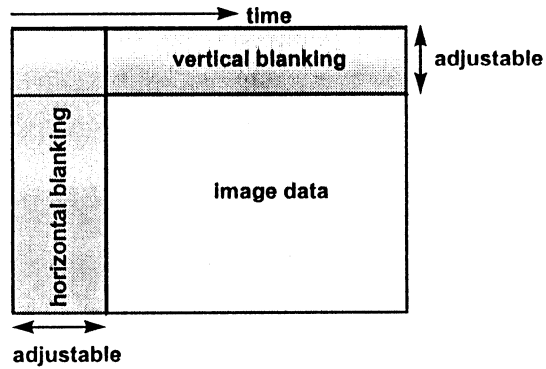 time
vertical blanking
adjustable
horizontal blanking
image data
adjustable